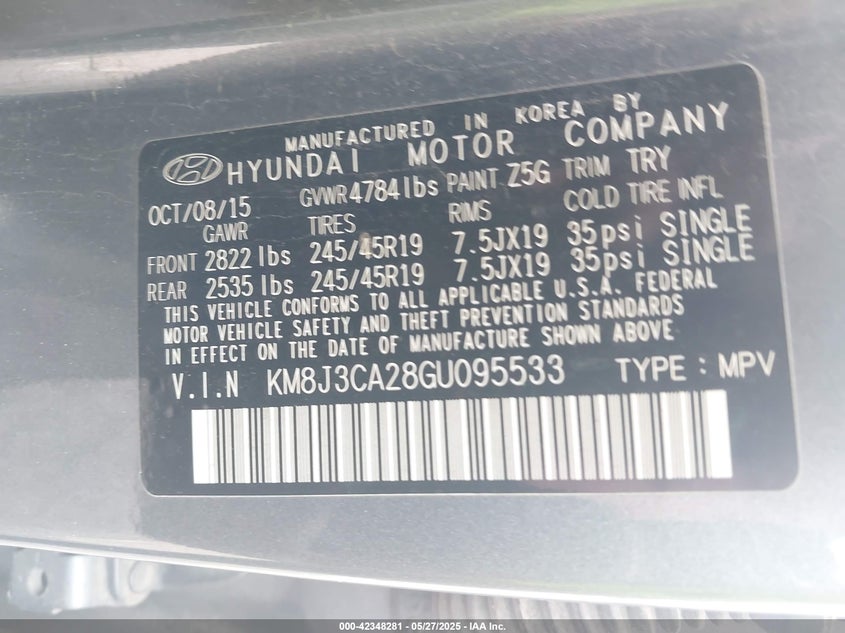 MANUFACTURED IN KOREA BY
HYUNDAI MOTOR COMPANY
OCT/08/15 GVWR 4784 lbs PAINT Z5G TRIM TRY
GAWR TIRES RIMS COLD TIRE INFL
FRONT 2822 lbs 245/45R19 7.5JX19 35psi SINGLE
REAR 2535 lbs 245/45R19 7.5JX19 35psi SINGLE
THIS VEHICLE CONFORMS TO ALL APPLICABLE U.S.A. FEDERAL
MOTOR VEHICLE SAFETY AND THEFT PREVENTION STANDARDS
IN EFFECT ON THE DATE OF MANUFACTURE SHOWN ABOVE
V.I.N KM8J3CA28GU095533 TYPE : MPV
000-42348281 - 05/27/2025 - IAA Inc.